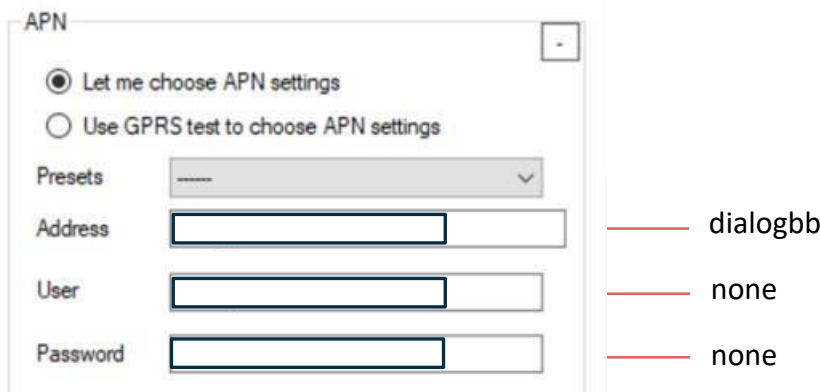 APN
-
Let me choose APN settings
Use GPRS test to choose APN settings
Presets ------
Address dialogbb
User none
Password none